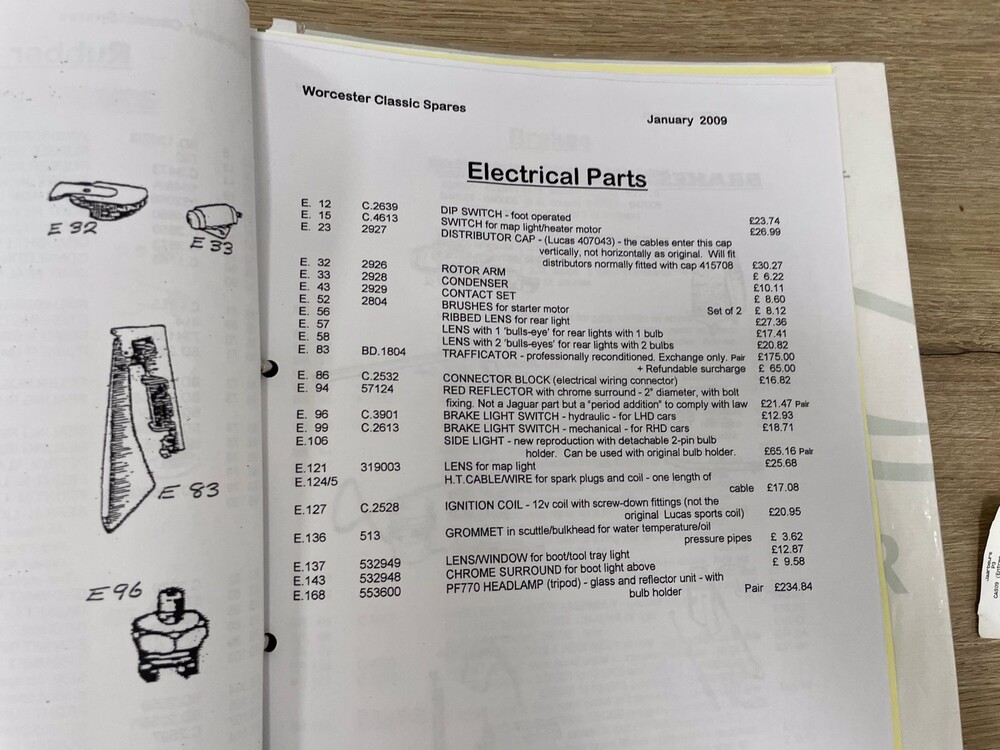 E 32
E 33
E 83
E 96
Worcester Classic Spares
January 2009
Electrical Parts
E. 12 C.2639 DIP SWITCH - foot operated £23.74
E. 15 C.4613 SWITCH for map light/heater motor £26.99
E. 23 2927 DISTRIBUTOR CAP - (Lucas 407043) - the cables enter this cap
vertically, not horizontally as original. Will fit
distributors normally fitted with cap 415708 £30.27
E. 32 2926 ROTOR ARM £ 6.22
E. 33 2928 CONDENSER £10.11
E. 43 2929 CONTACT SET £ 8.60
E. 52 2804 BRUSHES for starter motor Set of 2 £ 8.12
E. 56 RIBBED LENS for rear light £27.36
E. 57 LENS with 1 'bulls-eye' for rear lights with 1 bulb £17.41
E. 58 LENS with 2 'bulls-eyes' for rear lights with 2 bulbs £20.82
E. 83 BD.1804 TRAFFICATOR - professionally reconditioned. Exchange only. Pair £175.00
+ Refundable surcharge £ 65.00
E. 86 C.2532 CONNECTOR BLOCK (electrical wiring connector) £16.82
E. 94 57124 RED REFLECTOR with chrome surround - 2" diameter, with bolt
fixing. Not a Jaguar part but a "period addition" to comply with law £21.47 Pair
E. 96 C.3901 BRAKE LIGHT SWITCH - hydraulic - for LHD cars £12.93
E. 99 C.2613 BRAKE LIGHT SWITCH - mechanical - for RHD cars £18.71
E.106 SIDE LIGHT - new reproduction with detachable 2-pin bulb
holder. Can be used with original bulb holder. £65.16 Pair
E.121 319003 LENS for map light £25.68
E.124/5 H.T.CABLE/WIRE for spark plugs and coil - one length of
cable £17.08
E.127 C.2528 IGNITION COIL - 12v coil with screw-down fittings (not the
original Lucas sports coil) £20.95
E.136 513 GROMMET in scuttle/bulkhead for water temperature/oil
pressure pipes £ 3.62
E.137 532949 LENS/WINDOW for boot/tool tray light £12.87
E.143 532948 CHROME SURROUND for boot light above £ 9.58
E.168 553600 PF770 HEADLAMP (tripod) - glass and reflector unit - with
bulb holder Pair £234.84